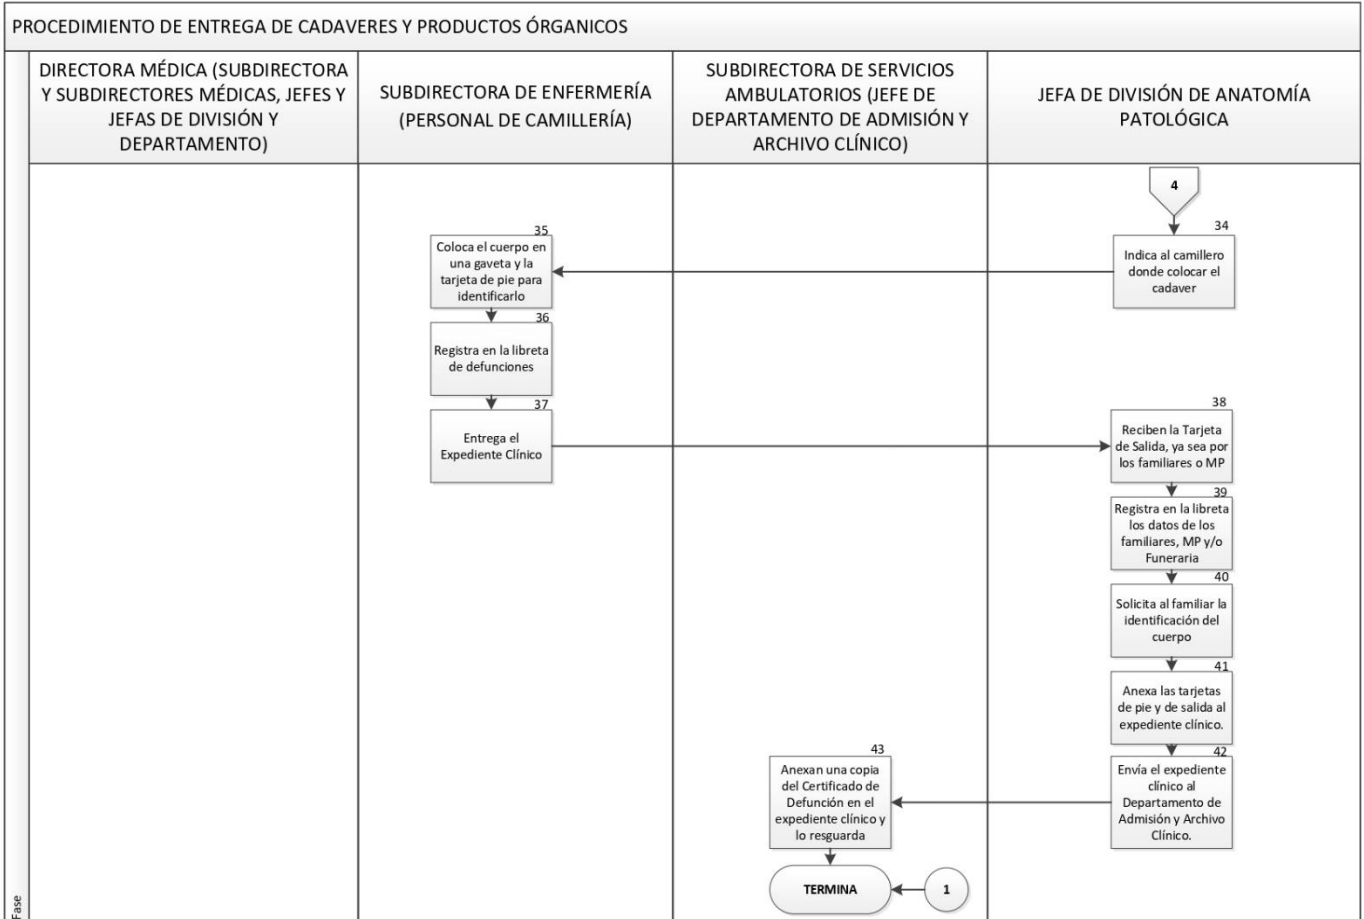 PROCEDIMIENTO DE ENTREGA DE CADAVERES Y PRODUCTOS ÓRGANICOS
DIRECTORA MÉDICA (SUBDIRECTORA
Y SUBDIRECTORES MÉDICAS, JEFES Y
JEFAS DE DIVISIÓN Y
DEPARTAMENTO)
SUBDIRECTORA DE ENFERMERÍA
(PERSONAL DE CAMILLERÍA)
SUBDIRECTORA DE SERVICIOS
AMBULATORIOS (JEFE DE
DEPARTAMENTO DE ADMISIÓN Y
ARCHIVO CLÍNICO)
JEFA DE DIVISIÓN DE ANATOMÍA
PATOLÓGICA
4
34
Indica al camillero
donde colocar el
cadaver
35
Coloca el cuerpo en
una gaveta y la
tarjeta de pie para
identificarlo
36
Registra en la libreta
de defunciones
37
Entrega el
Expediente Clínico
38
Reciben la Tarjeta
de Salida, ya sea por
los familiares o MP
39
Registra en la libreta
los datos de los
familiares, MP y/o
Funeraria
40
Solicita al familiar la
identificación del
cuerpo
41
Anexa las tarjetas
de pie y de salida al
expediente clínico.
42
Envía el expediente
clínico al
Departamento de
Admisión y Archivo
Clínico.
43
Anexan una copia
del Certificado de
Defunción en el
expediente clínico y
lo resguarda
TERMINA
1
Fase